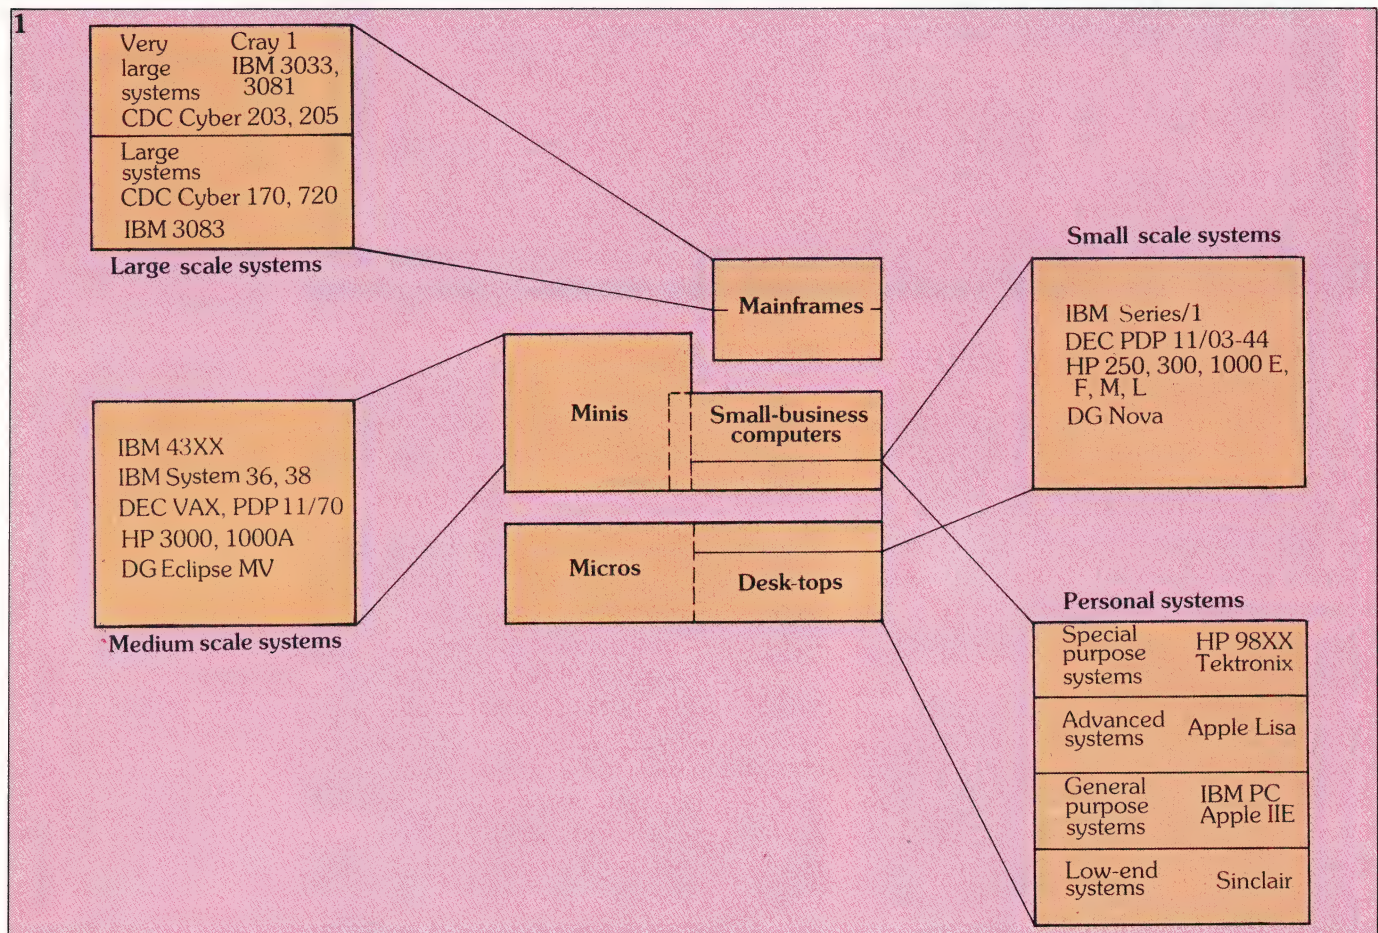 1
Very Cray 1
large IBM 3033,
systems 3081
CDC Cyber 203, 205
Large
systems
CDC Cyber 170, 720
IBM 3083
Large scale systems
Mainframes
Small scale systems
IBM Series/1
DEC PDP 11/03-44
HP 250, 300, 1000 E,
F, M, L
DG Nova
Minis
Small-business
computers
IBM 43XX
IBM System 36, 38
DEC VAX, PDP 11/70
HP 3000, 1000A
DG Eclipse MV
Medium scale systems
Micros
Desk-tops
Personal systems
Special HP 98XX
purpose Tektronix
systems
Advanced Apple Lisa
systems
General IBM PC
purpose Apple IIE
systems
Low-end Sinclair
systems